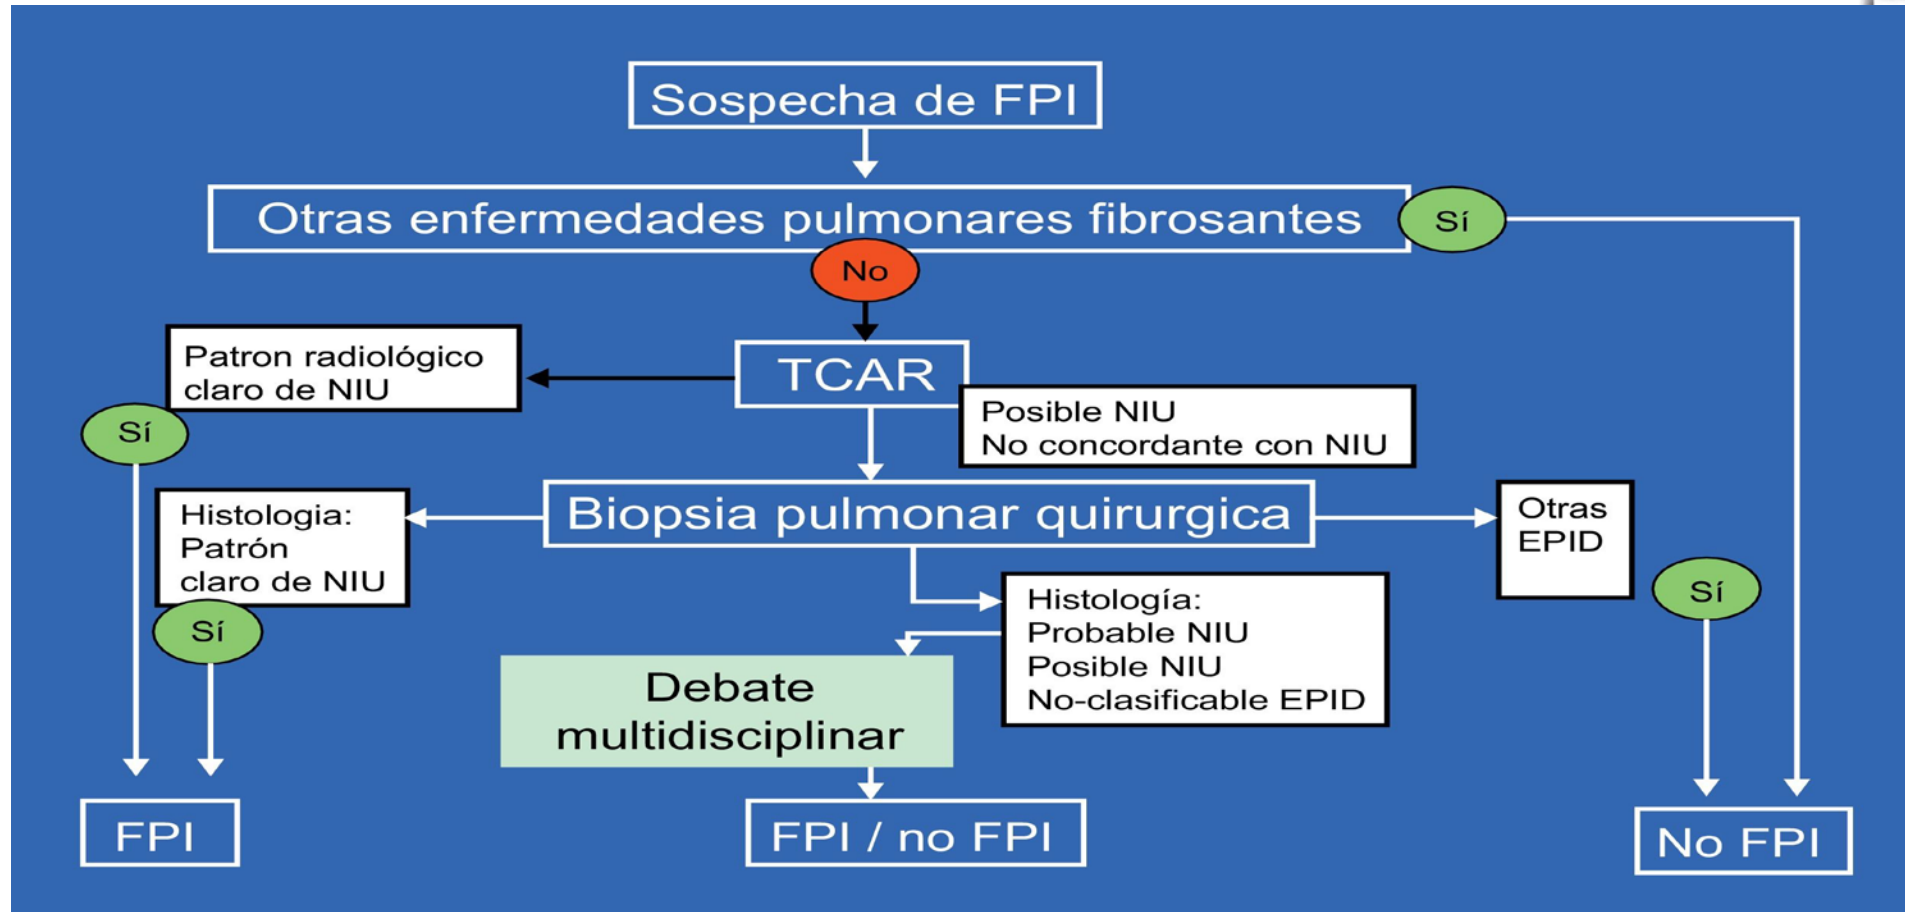 Sospecha de FPI
Otras enfermedades pulmonares fibrosantes
Sí
No
Patron radiológico
claro de NIU
TCAR
Posible NIU
No concordante con NIU
Sí
Histologia:
Patrón
claro de NIU
Biopsia pulmonar quirurgica
Otras
EPID
Sí
Histología:
Probable NIU
Posible NIU
No-clasificable EPID
Sí
Debate
multidisciplinar
FPI
FPI / no FPI
No FPI